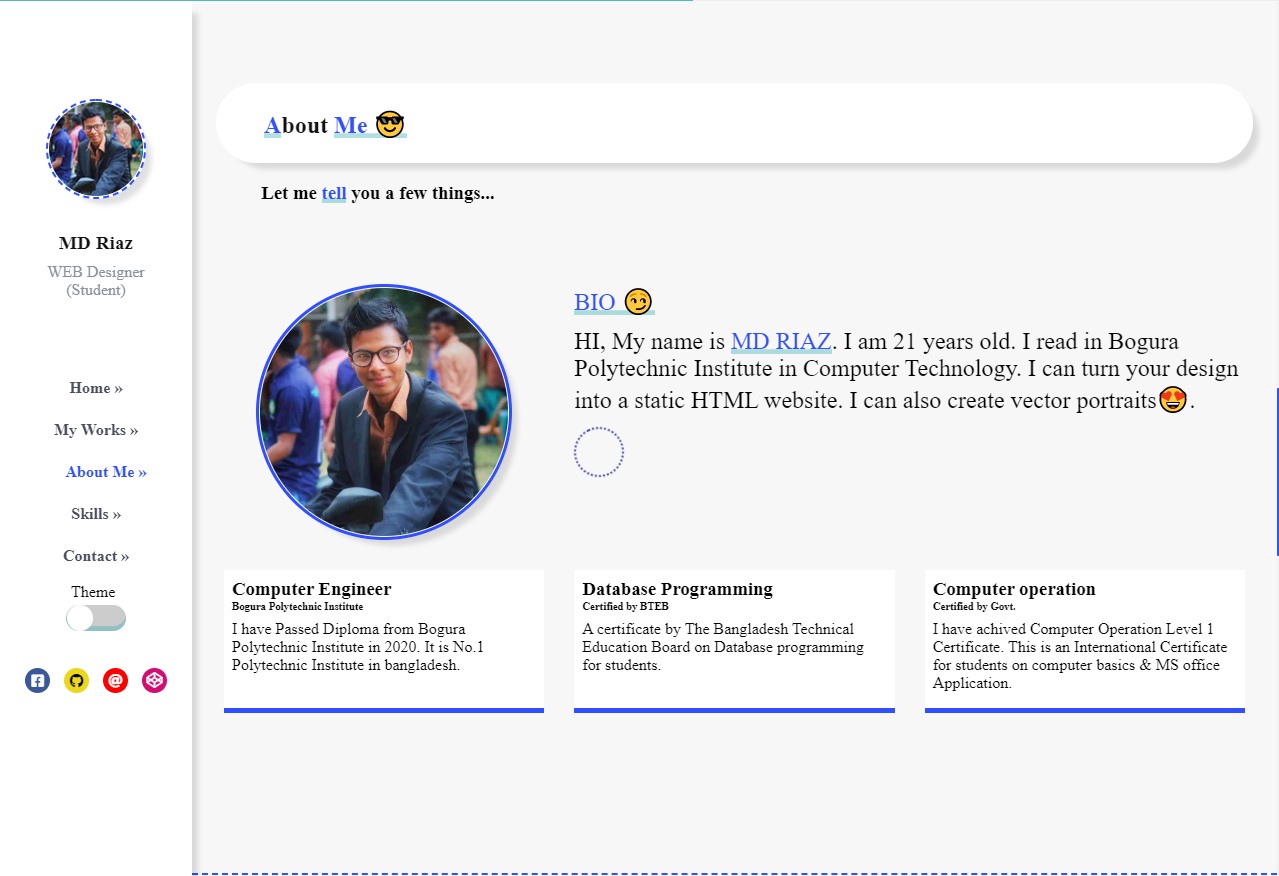 MD Riaz
WEB Designer
(Student)
Home »
My Works »
About Me »
Skills »
Contact »
Theme
About Me 😎
Let me tell you a few things...
BIO 😏
HI, My name is MD RIAZ. I am 21 years old. I read in Bogura
Polytechnic Institute in Computer Technology. I can turn your design
into a static HTML website. I can also create vector portraits😍.
Computer Engineer
Bogura Polytechnic Institute
I have Passed Diploma from Bogura
Polytechnic Institute in 2020. It is No.1
Polytechnic Institute in bangladesh.
Database Programming
Certified by BTEB
A certificate by The Bangladesh Technical
Education Board on Database programming
for students.
Computer operation
Certified by Govt.
I have achived Computer Operation Level 1
Certificate. This is an International Certificate
for students on computer basics & MS office
Application.